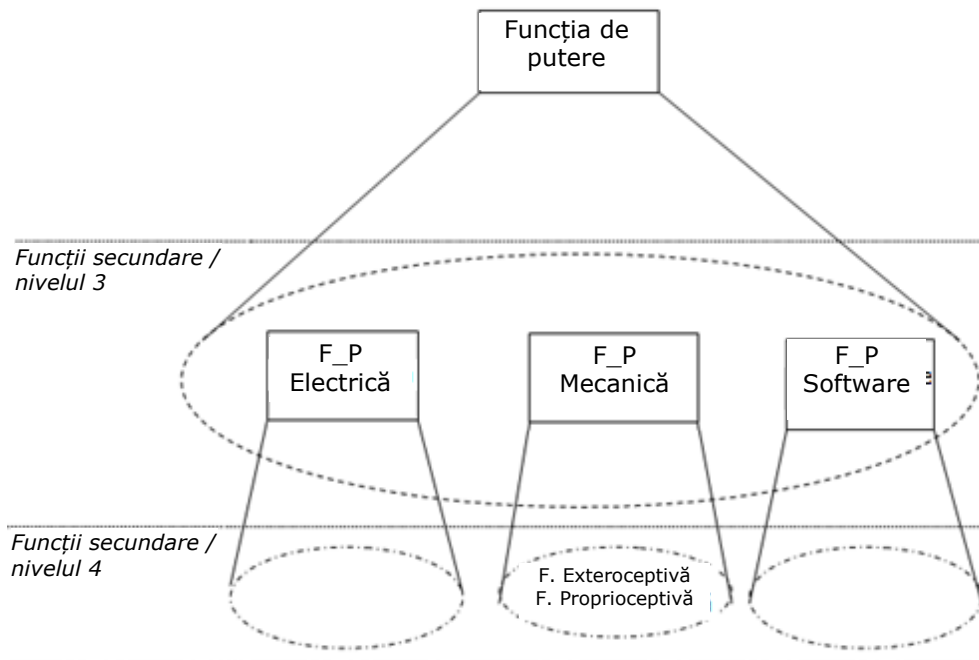 Funcția de
putere
Funcții secundare /
nivelul 3
F_P
Electrică
F_P
Mecanică
F_P
Software
Funcții secundare /
nivelul 4
F. Exteroceptivă
F. Proprioceptivă